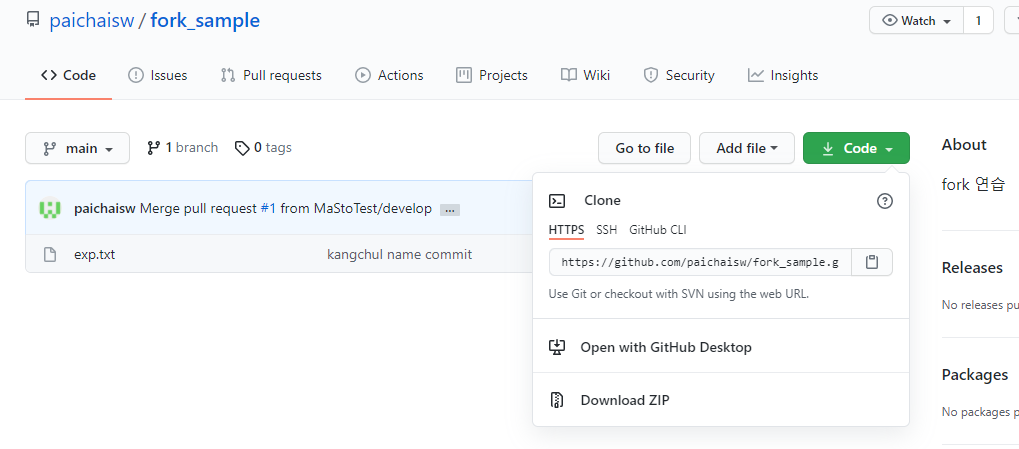 paichaisw / fork_sample
Watch 1
Code Issues Pull requests Actions Projects Wiki Security Insights
main 1 branch 0 tags Go to file Add file Code
paichaisw Merge pull request #1 from MaStoTest/develop ...
exp.txt kangchul name commit
Clone
HTTPS SSH GitHub CLI
https://github.com/paichaisw/fork_sample.g
Use Git or checkout with SVN using the web URL.
Open with GitHub Desktop
Download ZIP
About
fork 연습
Releases
No releases pu
Packages
No packages p